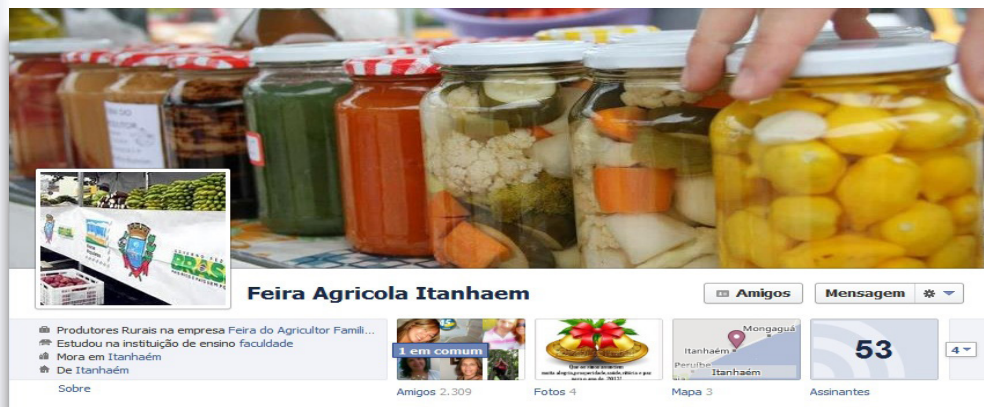 Feira Agricola Itanhaem
Amigos
Mensagem
Produtores Rurais na empresa Feira do Agricultor Famili...
Estudou na instituição de ensino faculdade
Mora em Itanhaém
De Itanhaém
Sobre
1 em comum
Amigos 2.309
Fotos 4
Mongaguá
Itanhaém
Peruíbe
Itanhaém
Mapa 3
53
Assinantes
4